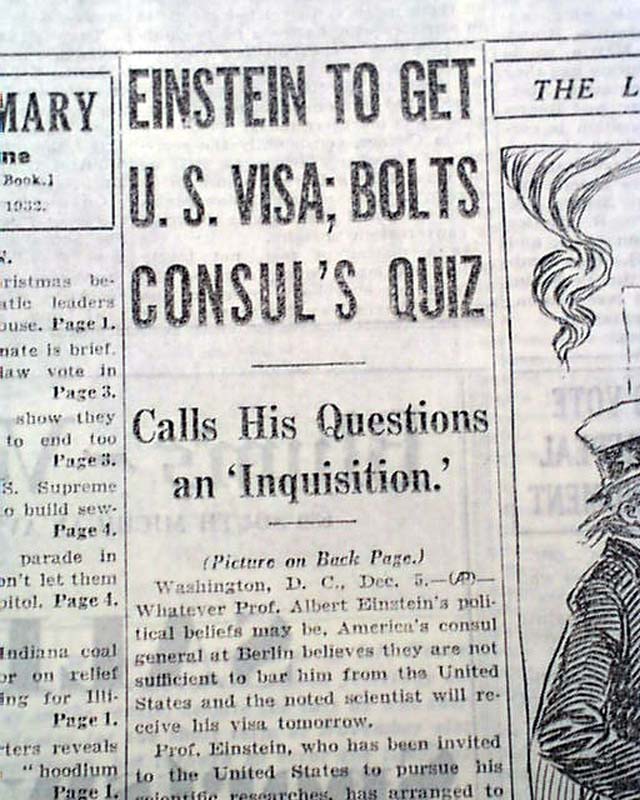 MARY
ne
Book.]
1932.
EINSTEIN TO GET
U. S. VISA; BOLTS
CONSUL'S QUIZ
Calls His Questions
an 'Inquisition.'
(Picture on Back Page.)
Washington, D. C., Dec. 5.—(AP)—
Whatever Prof. Albert Einstein's poli-
tical beliefs may be, America's consul
general at Berlin believes they are not
sufficient to bar him from the United
States and the noted scientist will re-
ceive his visa tomorrow.
Prof. Einstein, who has been invited
to the United States to pursue his
scientific researches, has arranged to
ristmas be-
atic leaders
ouse. Page 1.
nate is brief.
law vote in
Page 3.
show they
to end too
Page 3.
S. Supreme
o build sew-
Page 4.
parade in
on't let them
pitol. Page 4.
Indiana coal
or on relief
ing for Illi-
Page 1.
rters reveals
"hoodlum
Page 1.
THE L